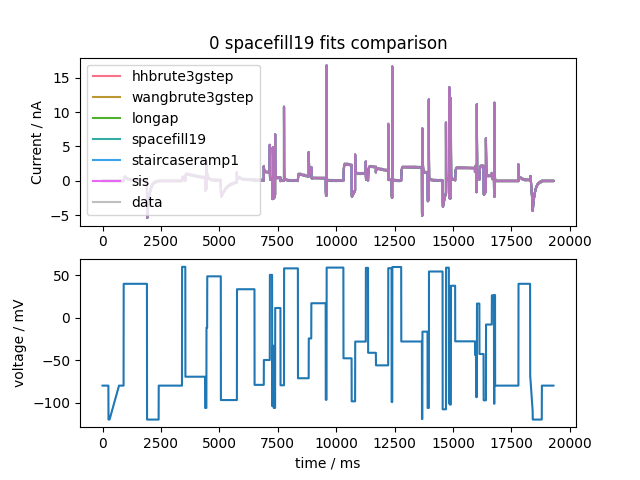 0 spacefill19 fits comparison
Current / nA
15
10
5
0
−5
hhbrute3gstep
wangbrute3gstep
longap
spacefill19
staircaseramp1
sis
data
0 2500 5000 7500 10000 12500 15000 17500 20000
voltage / mV
50
0
−50
−100
0 2500 5000 7500 10000 12500 15000 17500 20000
time / ms